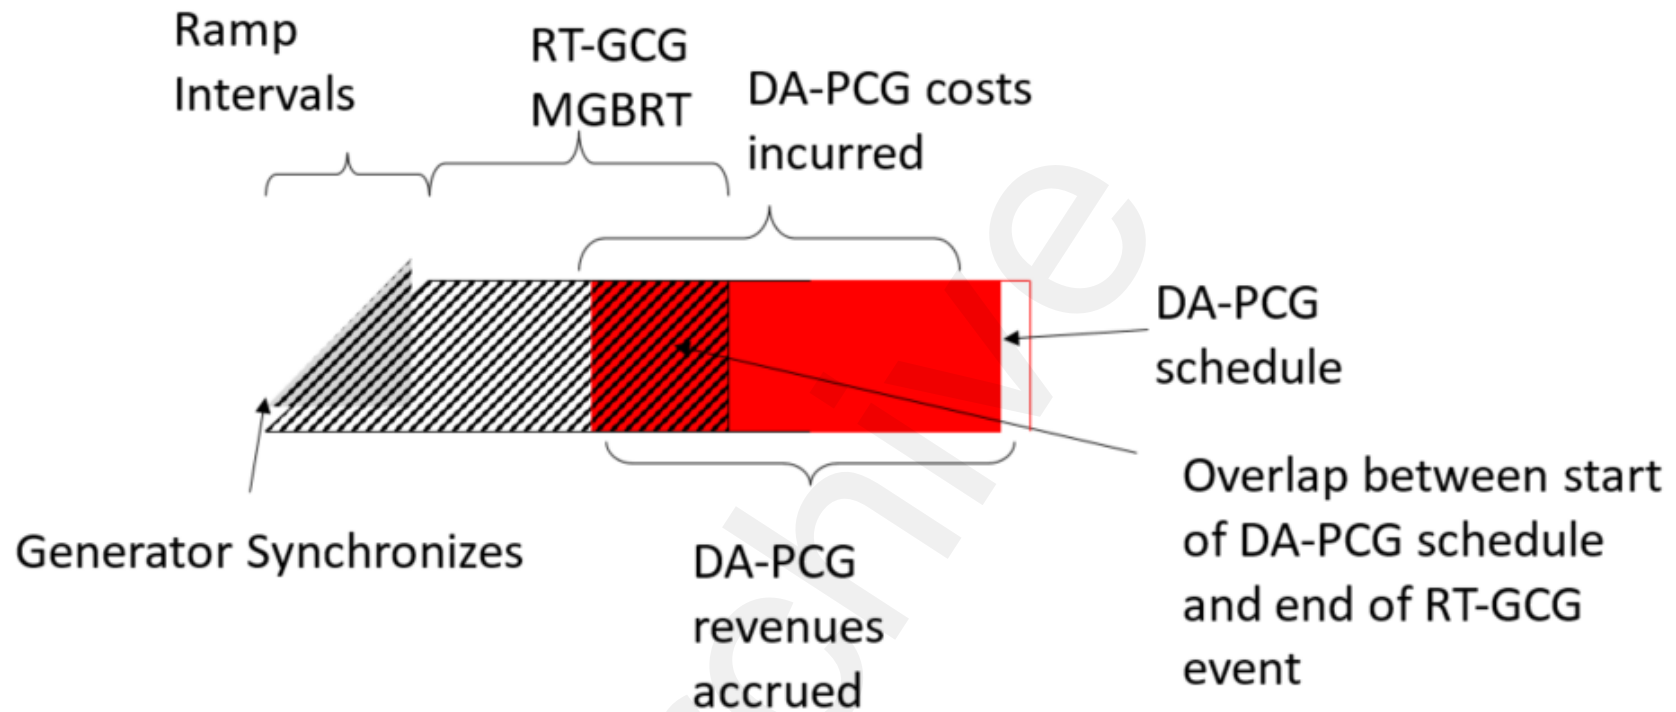 Ramp
Intervals
RT-GCG
MGBRT
DA-PCG costs
incurred
DA-PCG
schedule
Generator Synchronizes
DA-PCG
revenues
accrued
Overlap between start
of DA-PCG schedule
and end of RT-GCG
event
chive